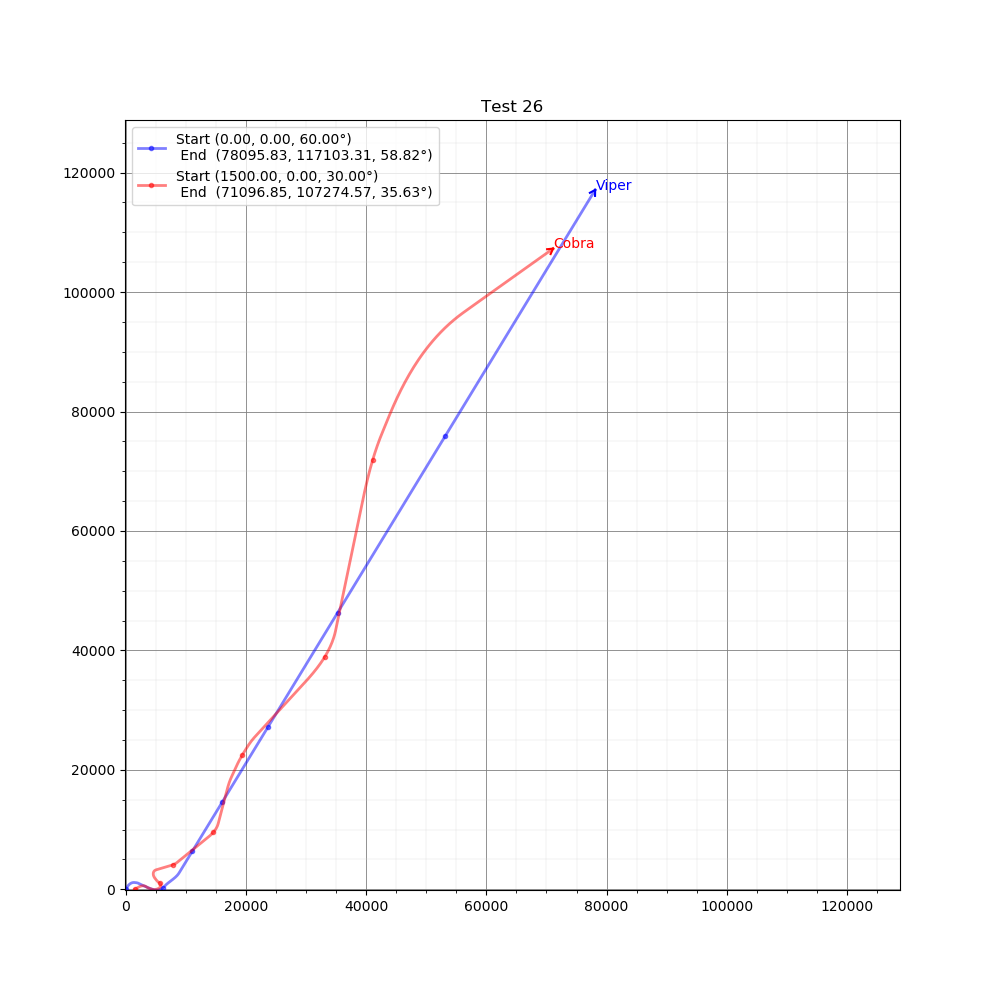 Test 26
Start (0.00, 0.00, 60.00°)
End (78095.83, 117103.31, 58.82°)
Start (1500.00, 0.00, 30.00°)
End (71096.85, 107274.57, 35.63°)
Viper
Cobra
120000
100000
80000
60000
40000
20000
0
0 20000 40000 60000 80000 100000 120000